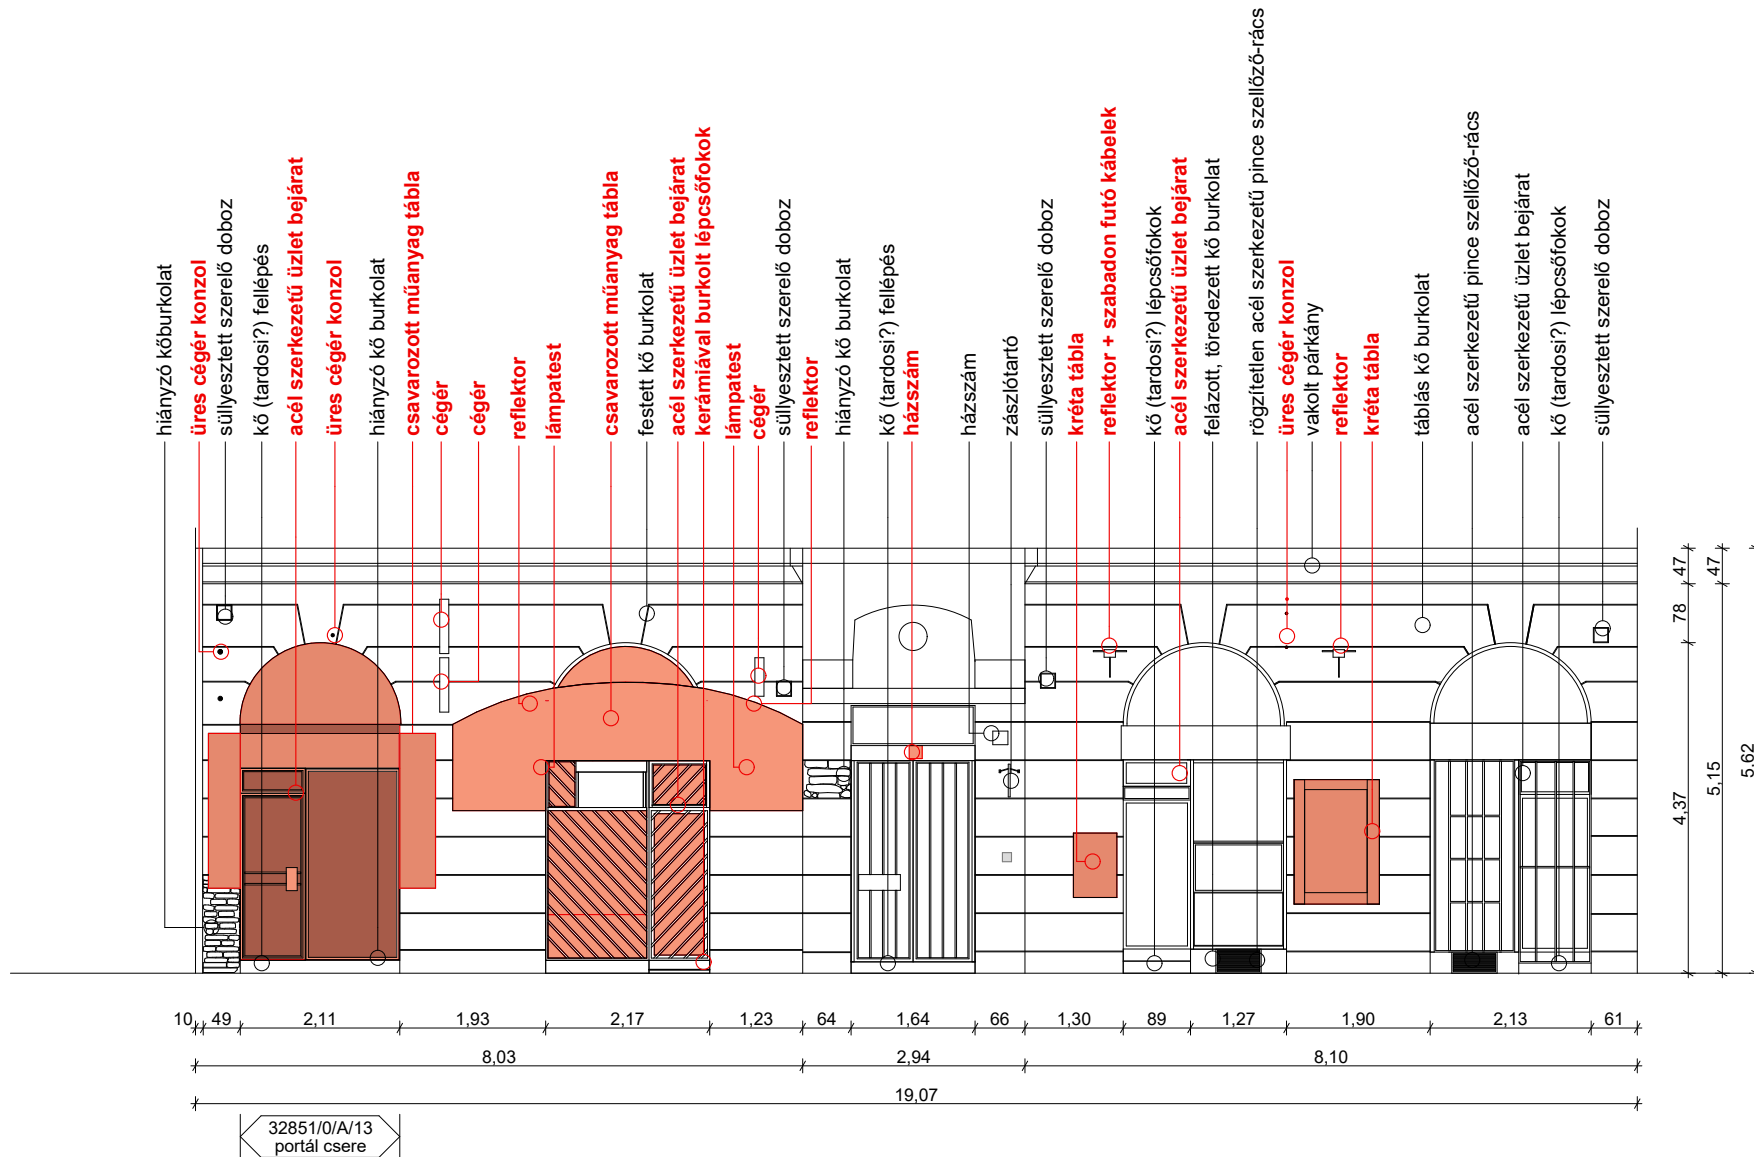 hiányzó kőburkolat
üres cégér konzol
süllyesztett szerelő doboz
kő (tardosi?) fellépés
acél szerkezetű üzlet bejárat
üres cégér konzol
hiányzó kő burkolat
csavarozott műanyag tábla
cégér
cégér
reflektor
lámpatest
csavarozott műanyag tábla
festett kő burkolat
acél szerkezetű üzlet bejárat
kerámiával burkolt lépcsőfokok
lámpatest
cégér
süllyesztett szerelő doboz
reflektor
hiányzó kő burkolat
kő (tardosi?) fellépés
házszám
házszám
zászlótartó
süllyesztett szerelő doboz
kréta tábla
reflektor + szabadon futó kábelek
kő (tardosi?) lépcsőfokok
acél szerkezetű üzlet bejárat
felázott, töredezett kő burkolat
rögzítetlen acél szerkezetű pince szellőző-rács
üres cégér konzol
vakolt párkány
reflektor
kréta tábla
táblás kő burkolat
acél szerkezetű pince szellőző-rács
acél szerkezetű üzlet bejárat
kő (tardosi?) lépcsőfokok
süllyesztett szerelő doboz
47
78
4,37
47
5,15
5,62
10 49 2,11 1,93 2,17 1,23 64 1,64 66 1,30 89 1,27 1,90 2,13 61
8,03 2,94 8,10
19,07
32851/0/A/13
portál csere